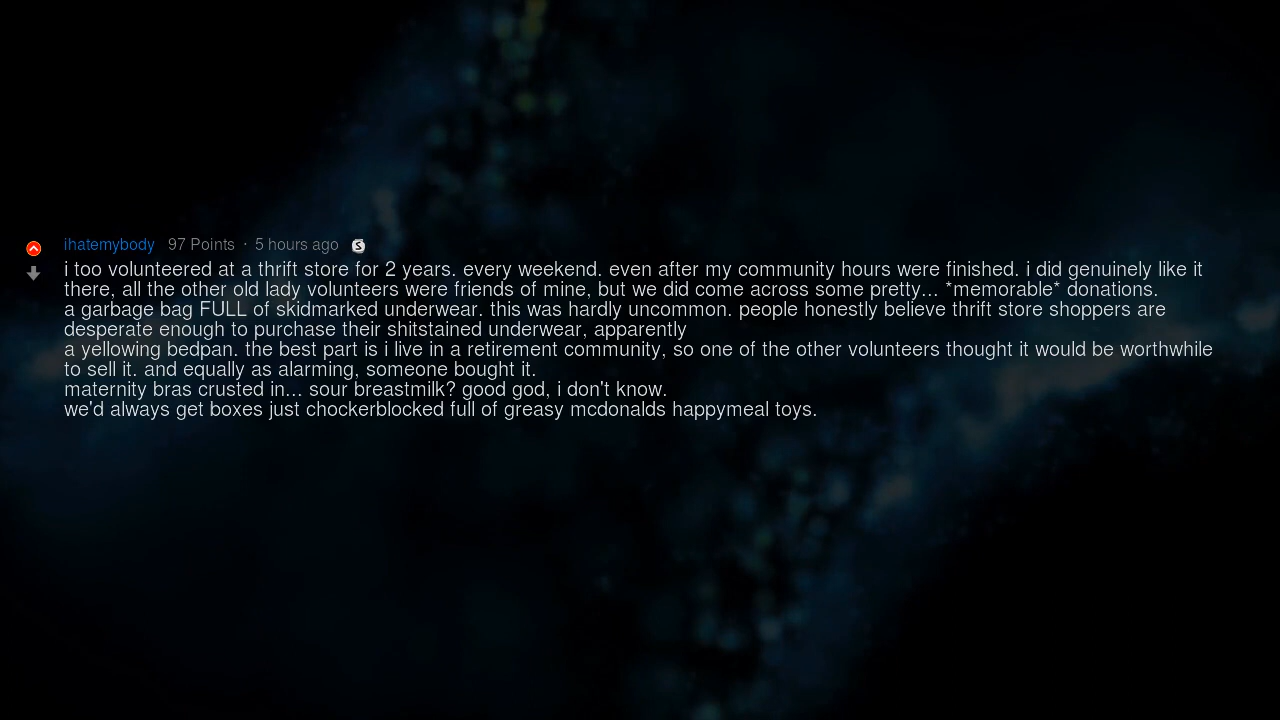 ihatemybody 97 Points · 5 hours ago
i too volunteered at a thrift store for 2 years. every weekend. even after my community hours were finished. i did genuinely like it
there, all the other old lady volunteers were friends of mine, but we did come across some pretty... *memorable* donations.
a garbage bag FULL of skidmarked underwear. this was hardly uncommon. people honestly believe thrift store shoppers are
desperate enough to purchase their shitstained underwear, apparently
a yellowing bedpan. the best part is i live in a retirement community, so one of the other volunteers thought it would be worthwhile
to sell it. and equally as alarming, someone bought it.
maternity bras crusted in... sour breastmilk? good god, i don't know.
we'd always get boxes just chockerblocked full of greasy mcdonalds happymeal toys.